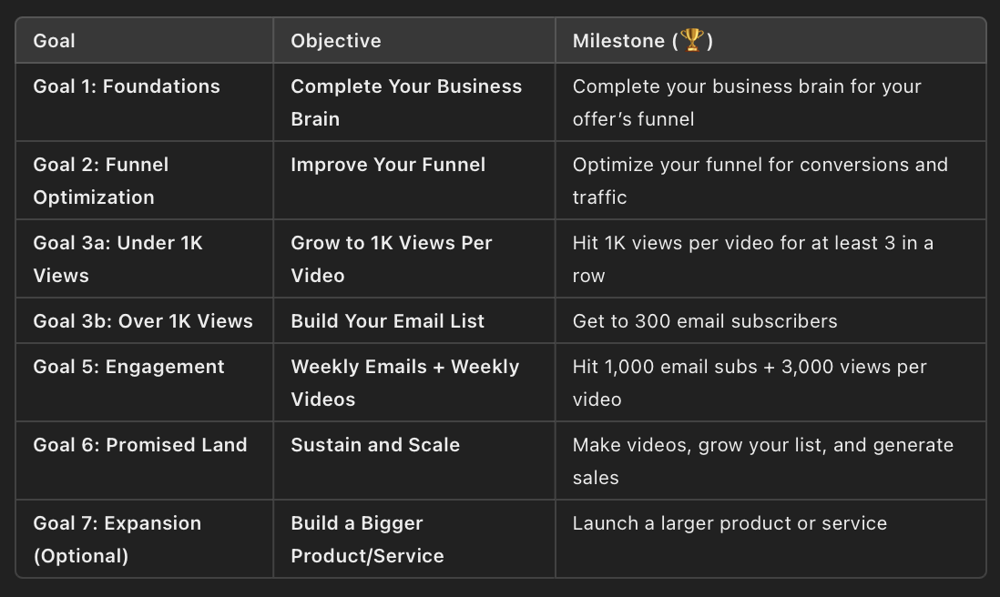 Goal
Objective
Milestone (🏆)
Goal 1: Foundations
Complete Your Business
Brain
Complete your business brain for your
offer’s funnel
Goal 2: Funnel
Optimization
Improve Your Funnel
Optimize your funnel for conversions and
traffic
Goal 3a: Under 1K
Views
Grow to 1K Views Per
Video
Hit 1K views per video for at least 3 in a
row
Goal 3b: Over 1K Views
Build Your Email List
Get to 300 email subscribers
Goal 5: Engagement
Weekly Emails + Weekly
Videos
Hit 1,000 email subs + 3,000 views per
video
Goal 6: Promised Land
Sustain and Scale
Make videos, grow your list, and generate
sales
Goal 7: Expansion
(Optional)
Build a Bigger
Product/Service
Launch a larger product or service